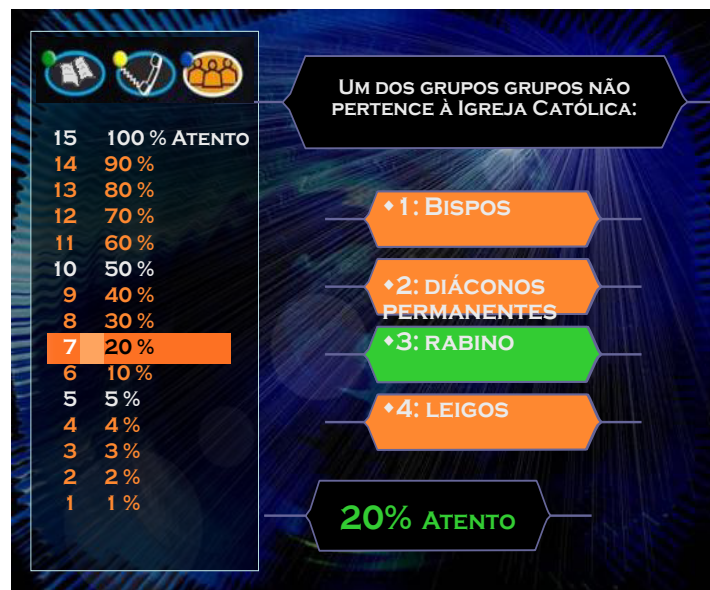 Um dos grupos grupos não
pertence à Igreja Católica:
15 100 % Atento
14 90 %
13 80 %
12 70 %
11 60 %
10 50 %
9 40 %
8 30 %
7 20 %
6 10 %
5 5 %
4 4 %
3 3 %
2 2 %
1 1 %
◆1: Bispos
◆2: diáconos
permanentes
◆3: rabino
◆4: leigos
20% Atento